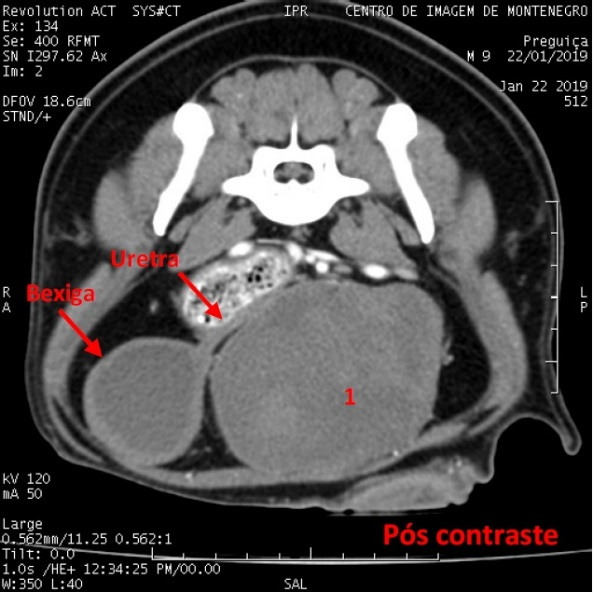 Revolution ACT SYS#CT
IPR
CENTRO DE IMAGEM DE MONTENEGRO
Ex: 134
Se: 400 RFMT
SN I297.62 Ax
Im: 2
Preguiça
M 9 22/01/2019
Jan 22 2019
512
DFOV 18.6cm
STND/+
Uretra
Bexiga
R
A
L
P
1
kV 120
mA 50
Large
0.562mm/11.25 0.562:1
Tilt: 0.0
1.0s /HE+ 12:34:25 PM/00.00
W:350 L:40
Pós contraste
SAL